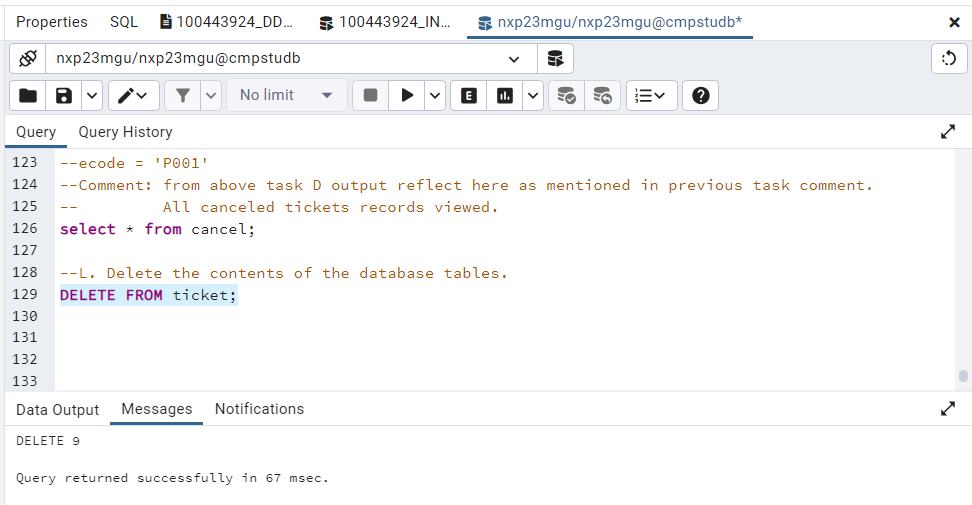 Properties SQL 100443924_DD... 100443924_IN... nxp23mgu/nxp23mgu@cmpstudb*
nxp23mgu/nxp23mgu@cmpstudb
No limit E
Query Query History
123 --ecode = 'P001'
124 --Comment: from above task D output reflect here as mentioned in previous task comment.
125 -- All canceled tickets records viewed.
126 select * from cancel;
127
128 --L. Delete the contents of the database tables.
129 DELETE FROM ticket;
130
131
132
133
Data Output Messages Notifications
DELETE 9
Query returned successfully in 67 msec.